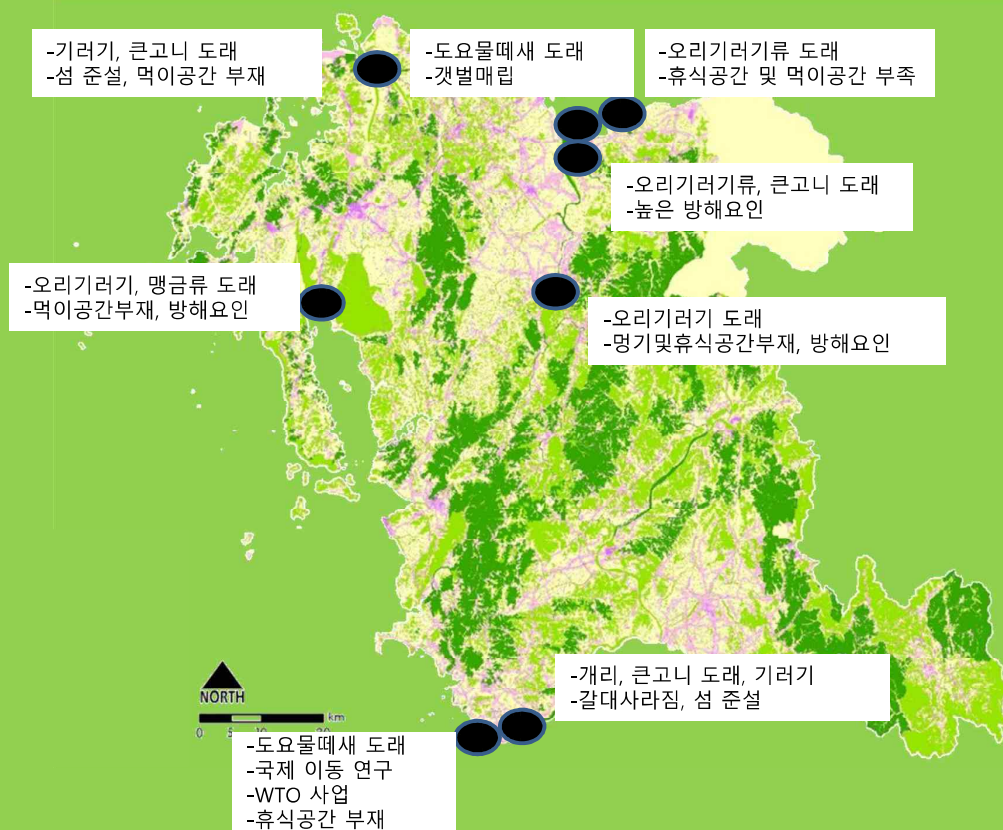 -기러기, 큰고니 도래
-섬 준설, 먹이공간 부재
-도요물떼새 도래
-갯벌매립
-오리기러기류 도래
-휴식공간 및 먹이공간 부족
-오리기러기류, 큰고니 도래
-높은 방해요인
-오리기러기, 맹금류 도래
-먹이공간부재, 방해요인
-오리기러기 도래
-멍기및휴식공간부재, 방해요인
-개리, 큰고니 도래, 기러기
-갈대사라짐, 섬 준설
NORTH
km
0 5 10 20
-도요물떼새 도래
-국제 이동 연구
-WTO 사업
-휴식공간 부재